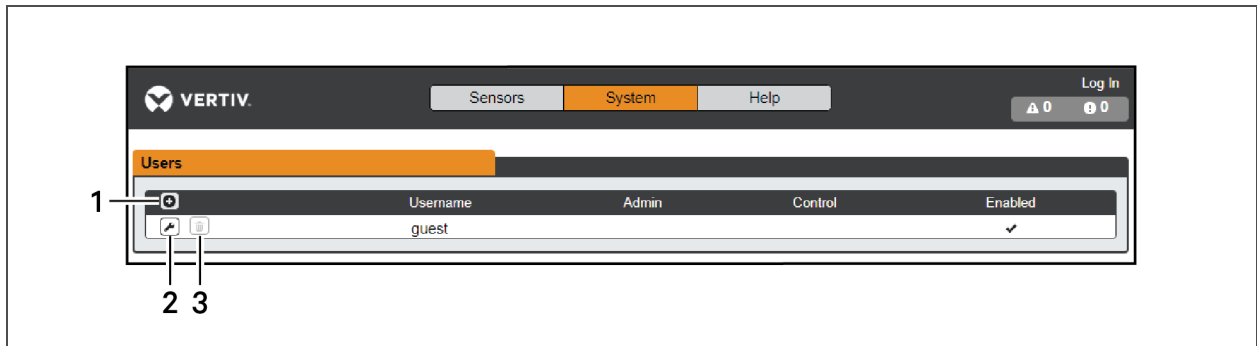 VERTIV.
Sensors System Help
Log In
0 0
Users
1
Username Admin Control Enabled
guest
2 3